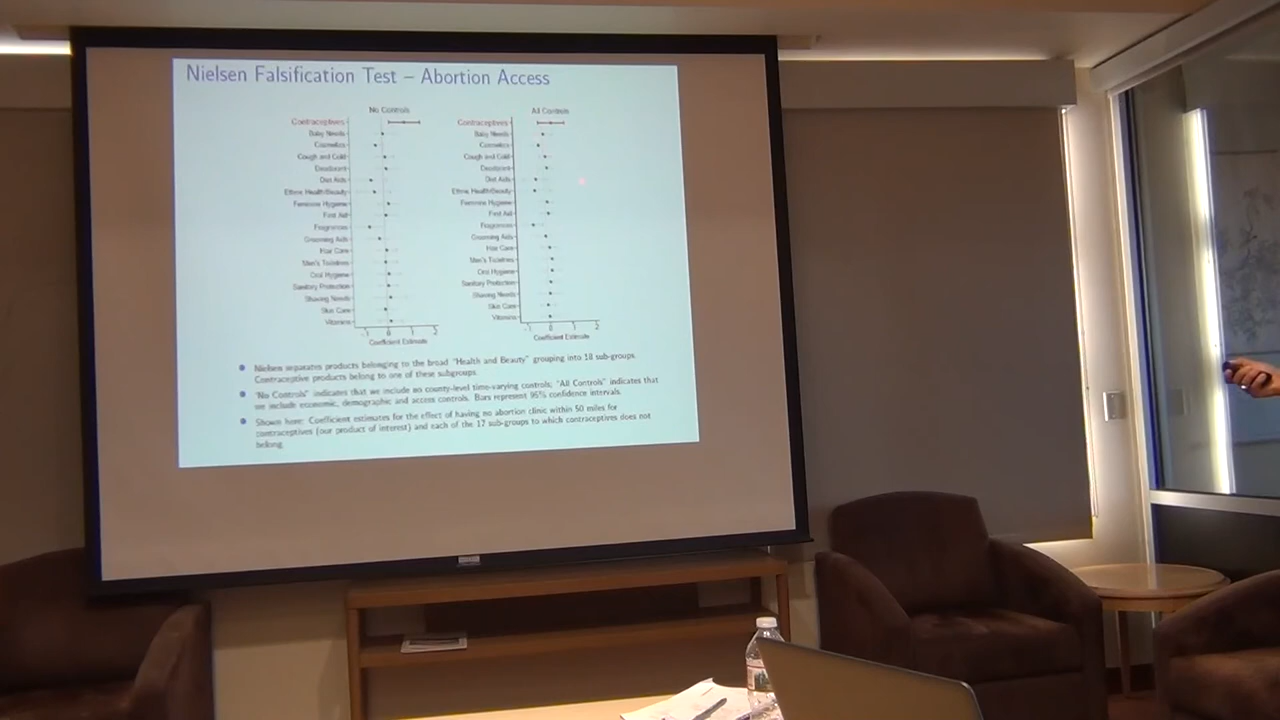 Nielsen Falsification Test – Abortion Access
No Controls
Contraceptives
Baby Needs
Cosmetics
Cough and Cold
Deodorant
Diet Aids
Ethnic Health/Beauty
Feminine Hygiene
First Aid
Fragrances
Grooming Aids
Hair Care
Men's Toiletries
Oral Hygiene
Sanitary Protection
Shaving Needs
Skin Care
Vitamins
-1 0 1 2
Coefficient Estimate
All Controls
Contraceptives
Baby Needs
Cosmetics
Cough and Cold
Deodorant
Diet Aids
Ethnic Health/Beauty
Feminine Hygiene
First Aid
Fragrances
Grooming Aids
Hair Care
Men's Toiletries
Oral Hygiene
Sanitary Protection
Shaving Needs
Skin Care
Vitamins
-1 0 1 2
Coefficient Estimate
Nielsen separates products belonging to the broad "Health and Beauty" grouping into 18 sub-groups.
Contraceptive products belong to one of these subgroups.
"No Controls" indicates that we include no county-level time-varying controls; "All Controls" indicates that
we include economic, demographic and access controls. Bars represent 95% confidence intervals.
Shown here: Coefficient estimates for the effect of having no abortion clinic within 50 miles for
contraceptives (our product of interest) and each of the 17 sub-groups to which contraceptives does not
belong.